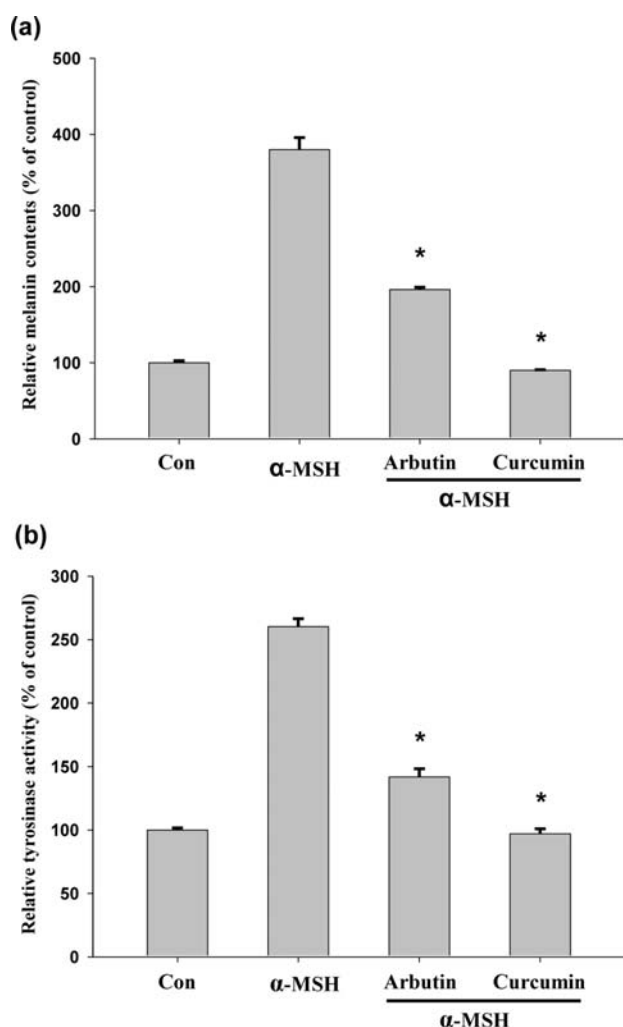 (a)
Relative melanin contents (% of control)
500
400
300
200
100
0
*
*
Con
α-MSH
Arbutin
Curcumin
α-MSH
(b)
Relative tyrosinase activity (% of control)
300
250
200
150
100
50
0
*
*
Con
α-MSH
Arbutin
Curcumin
α-MSH